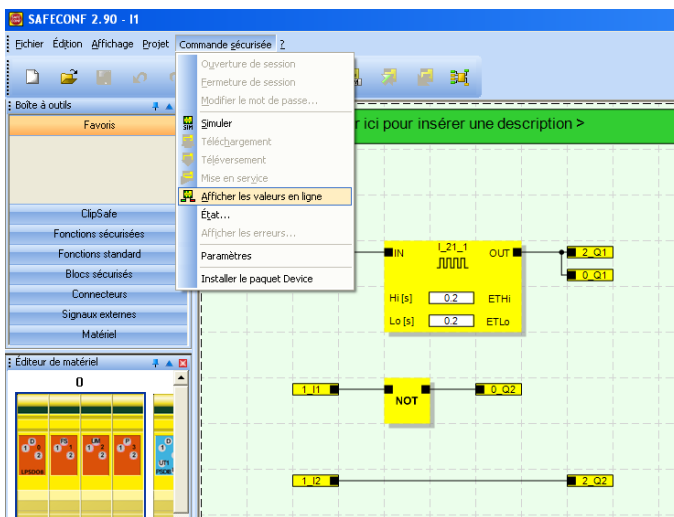 SAFECONF 2.90 - I1
Fichier Édition Affichage Projet Commande sécurisée ?
Ouverture de session
Fermeture de session
Modifier le mot de passe...
Simuler
Téléchargement
Téléversement
Mise en service
Afficher les valeurs en ligne
État...
Afficher les erreurs...
Paramètres
Installer le paquet Device
Boîte à outils
Favoris
ClipSafe
Fonctions sécurisées
Fonctions standard
Blocs sécurisés
Connecteurs
Signaux externes
Matériel
Éditeur de matériel
0
r ici pour insérer une description >
IN I_21_1 OUT
2_Q1
0_Q1
Hi [s] 0.2 ETHi
Lo [s] 0.2 ETLo
1_I1 NOT 0_Q2
1_I2 2_Q2